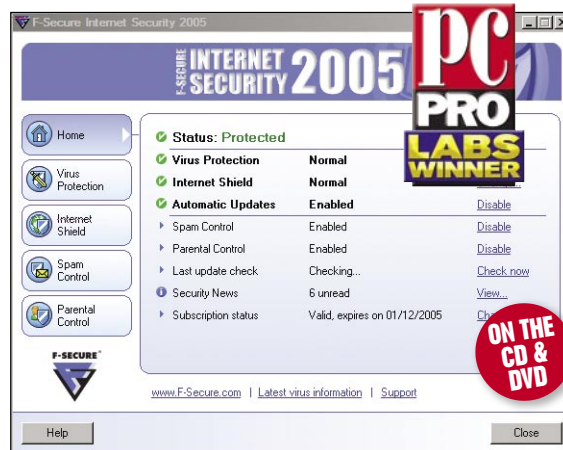 F-Secure Internet Security 2005
F-SECURE INTERNET SECURITY 2005
PC PRO
LABS WINNER
Home
Virus Protection
Internet Shield
Spam Control
Parental Control
F-SECURE
Status: Protected
Virus Protection Normal
Internet Shield Normal
Automatic Updates Enabled Disable
Spam Control Enabled Disable
Parental Control Enabled Disable
Last update check Checking... Check now
Security News 6 unread View...
Subscription status Valid, expires on 01/12/2005
ON THE CD & DVD
www.F-Secure.com | Latest virus information | Support
Help Close